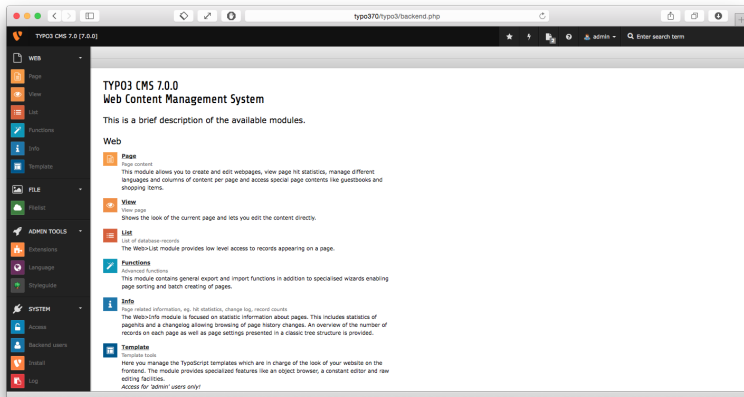 typo370/typo3/backend.php
TYPO3 CMS 7.0 [7.0.0]
admin
Enter search term
WEB
Page
View
List
Functions
Info
Template
FILE
Filelist
ADMIN TOOLS
Extensions
Language
Styleguide
SYSTEM
Access
Backend users
Install
Log
TYPO3 CMS 7.0.0
Web Content Management System
This is a brief description of the available modules.
Web
Page
Page content
This module allows you to create and edit webpages, view page hit statistics, manage different
languages and columns of content per page and access special page contents like guestbooks and
shopping items.
View
View page
Shows the look of the current page and lets you edit the content directly.
List
List of database-records
The Web>List module provides low level access to records appearing on a page.
Functions
Advanced functions
This module contains general export and import functions in addition to specialised wizards enabling
page sorting and batch creating of pages.
Info
Page related information, eg. hit statistics, change log, record counts
The Web>Info module is focused on statistic information about pages. This includes statistics of
pagehits and a changelog allowing browsing of page history changes. An overview of the number of
records on each page as well as page settings presented in a classic tree structure is provided.
Template
Template tools
Here you manage the TypoScript templates which are in charge of the look of your website on the
frontend. The module provides specialized features like an object browser, a constant editor and raw
editing facilities.
Access for 'admin' users only!